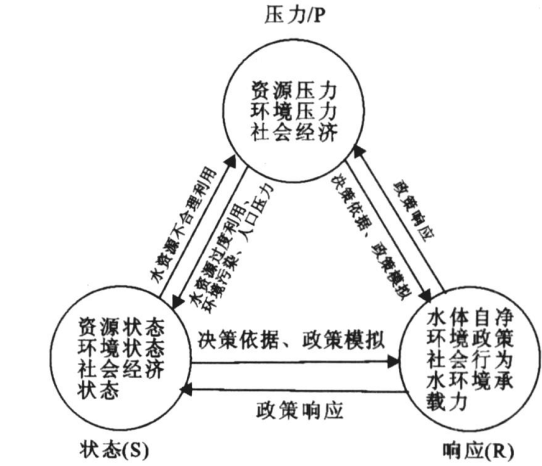 压力/P
资源压力
环境压力
社会经济
水资源不合理利用
水资源过度利用、
环境污染、人口压力
决策依据、政策模拟
政策响应
资源状态
环境状态
社会经济
状态
决策依据、政策模拟
政策响应
水体自净
环境政策
社会行为
水环境承
载力
状态(S)
响应(R)